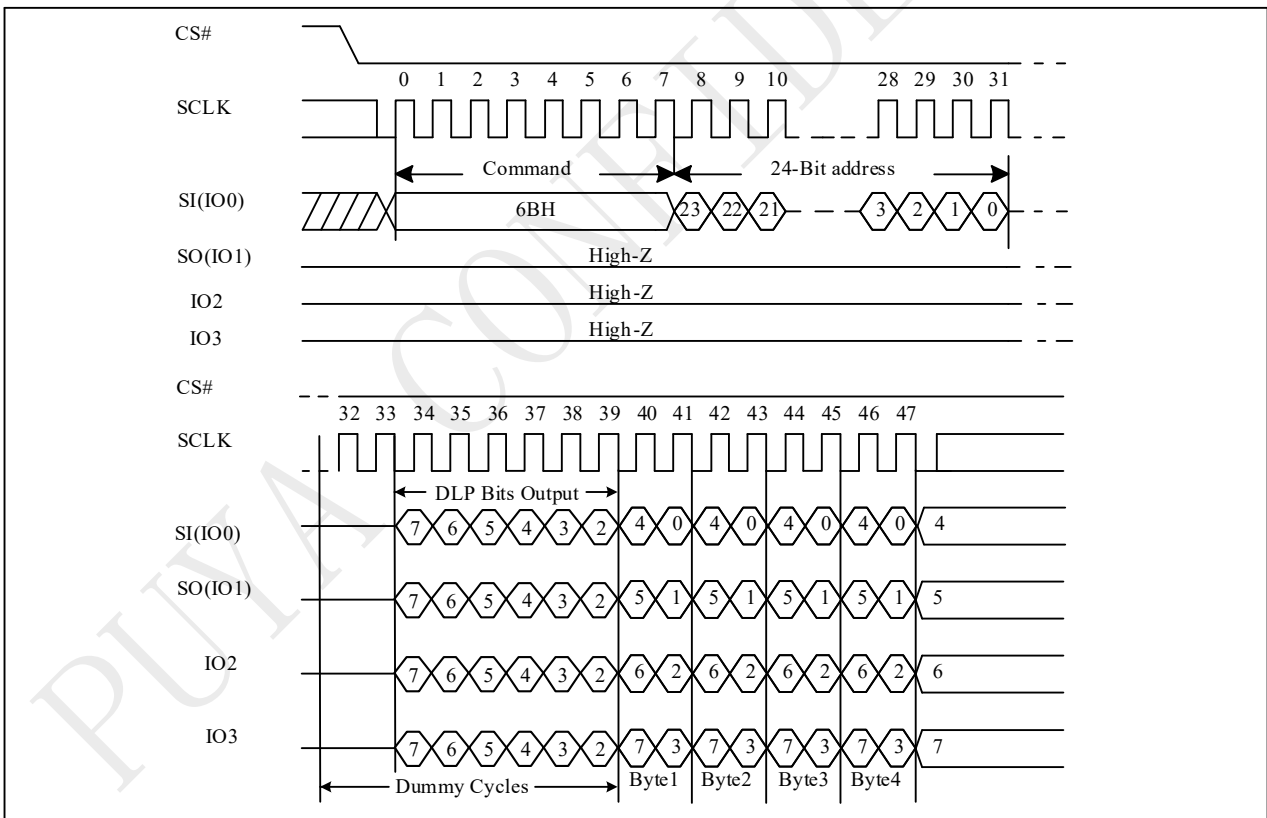 CS#
0 1 2 3 4 5 6 7 8 9 10 28 29 30 31
SCLK
Command 24-Bit address
SI(IO0) 6BH 23 22 21 3 2 1 0
SO(IO1) High-Z
IO2 High-Z
IO3 High-Z
CS#
32 33 34 35 36 37 38 39 40 41 42 43 44 45 46 47
SCLK
DLP Bits Output
SI(IO0) 7 6 5 4 3 2 4 0 4 0 4 0 4 0 4
SO(IO1) 7 6 5 4 3 2 5 1 5 1 5 1 5 1 5
IO2 7 6 5 4 3 2 6 2 6 2 6 2 6 2 6
IO3 7 6 5 4 3 2 7 3 7 3 7 3 7 3 7
Dummy Cycles Byte1 Byte2 Byte3 Byte4
PUYA CONFIDE